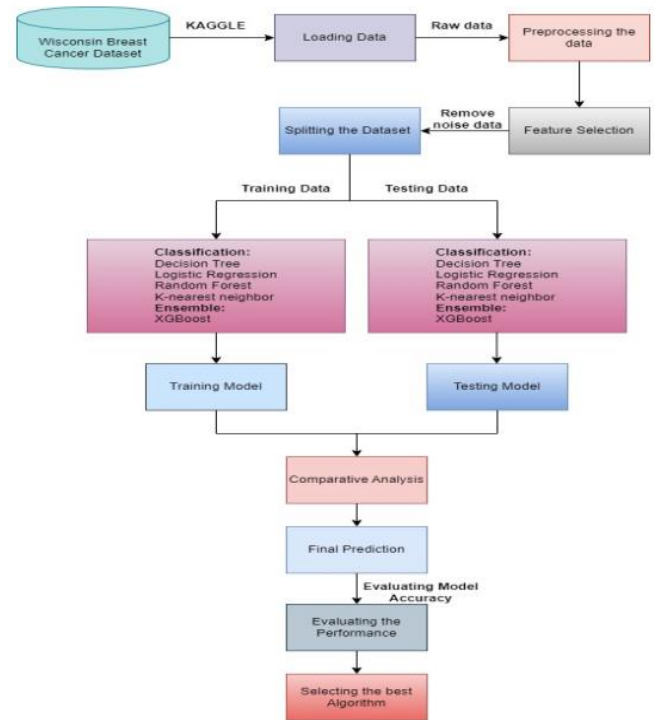 Wisconsin Breast
Cancer Dataset
KAGGLE
Loading Data
Raw data
Preprocessing the
data
Splitting the Dataset
Remove
noise data
Feature Selection
Training Data
Testing Data
Classification:
Decision Tree
Logistic Regression
Random Forest
K-nearest neighbor
Ensemble:
XGBoost
Classification:
Decision Tree
Logistic Regression
Random Forest
K-nearest neighbor
Ensemble:
XGBoost
Training Model
Testing Model
Comparative Analysis
Final Prediction
Evaluating Model
Accuracy
Evaluating the
Performance
Selecting the best
Algorithm